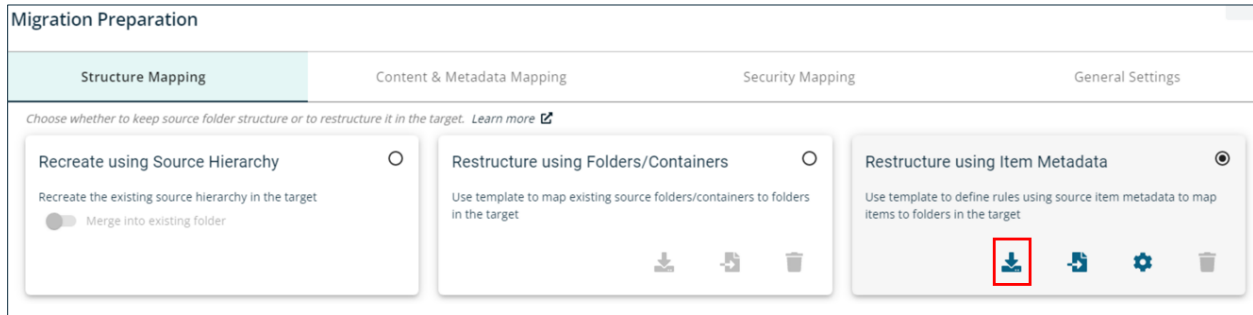 Migration Preparation
Structure Mapping
Content & Metadata Mapping
Security Mapping
General Settings
Choose whether to keep source folder structure or to restructure it in the target. Learn more
Recreate using Source Hierarchy
Recreate the existing source hierarchy in the target
Merge into existing folder
Restructure using Folders/Containers
Use template to map existing source folders/containers to folders
in the target
Restructure using Item Metadata
Use template to define rules using source item metadata to map
items to folders in the target